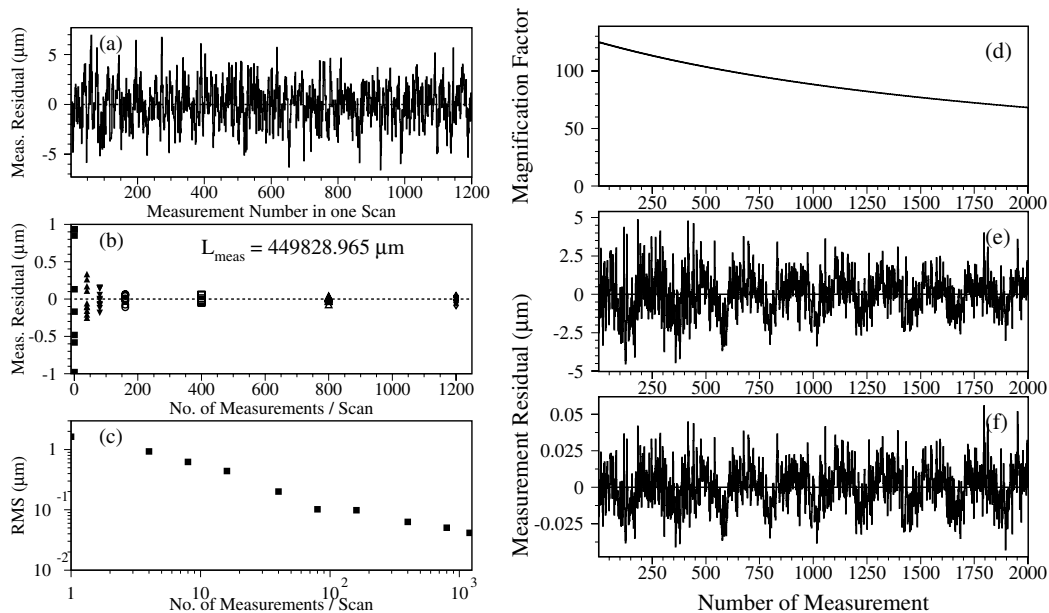 (a)
Meas. Residual (μm)
5
0
-5
200 400 600 800 1000 1200
Measurement Number in one Scan
(b)
L_meas = 449828.965 μm
Meas. Residual (μm)
1
0.5
0
-0.5
-1
0 200 400 600 800 1000 1200
No. of Measurements / Scan
(c)
RMS (μm)
1
10^-1
10^-2
1 10 10^2 10^3
No. of Measurements / Scan
(d)
Magnification Factor
100
50
0
250 500 750 1000 1250 1500 1750 2000
(e)
Measurement Residual (μm)
5
2.5
0
-2.5
-5
250 500 750 1000 1250 1500 1750 2000
(f)
0.05
0.025
0
-0.025
250 500 750 1000 1250 1500 1750 2000
Number of Measurement